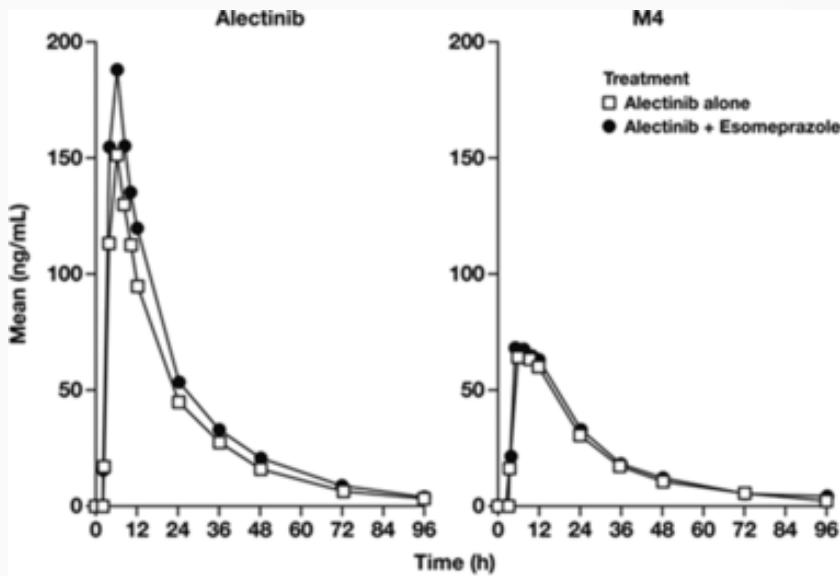 Alectinib
M4
Mean (ng/mL)
200
150
100
50
0
0 12 24 36 48 60 72 84 96
200
150
100
50
0
0 12 24 36 48 60 72 84 96
Treatment
Alectinib alone
Alectinib + Esomeprazole
Time (h)